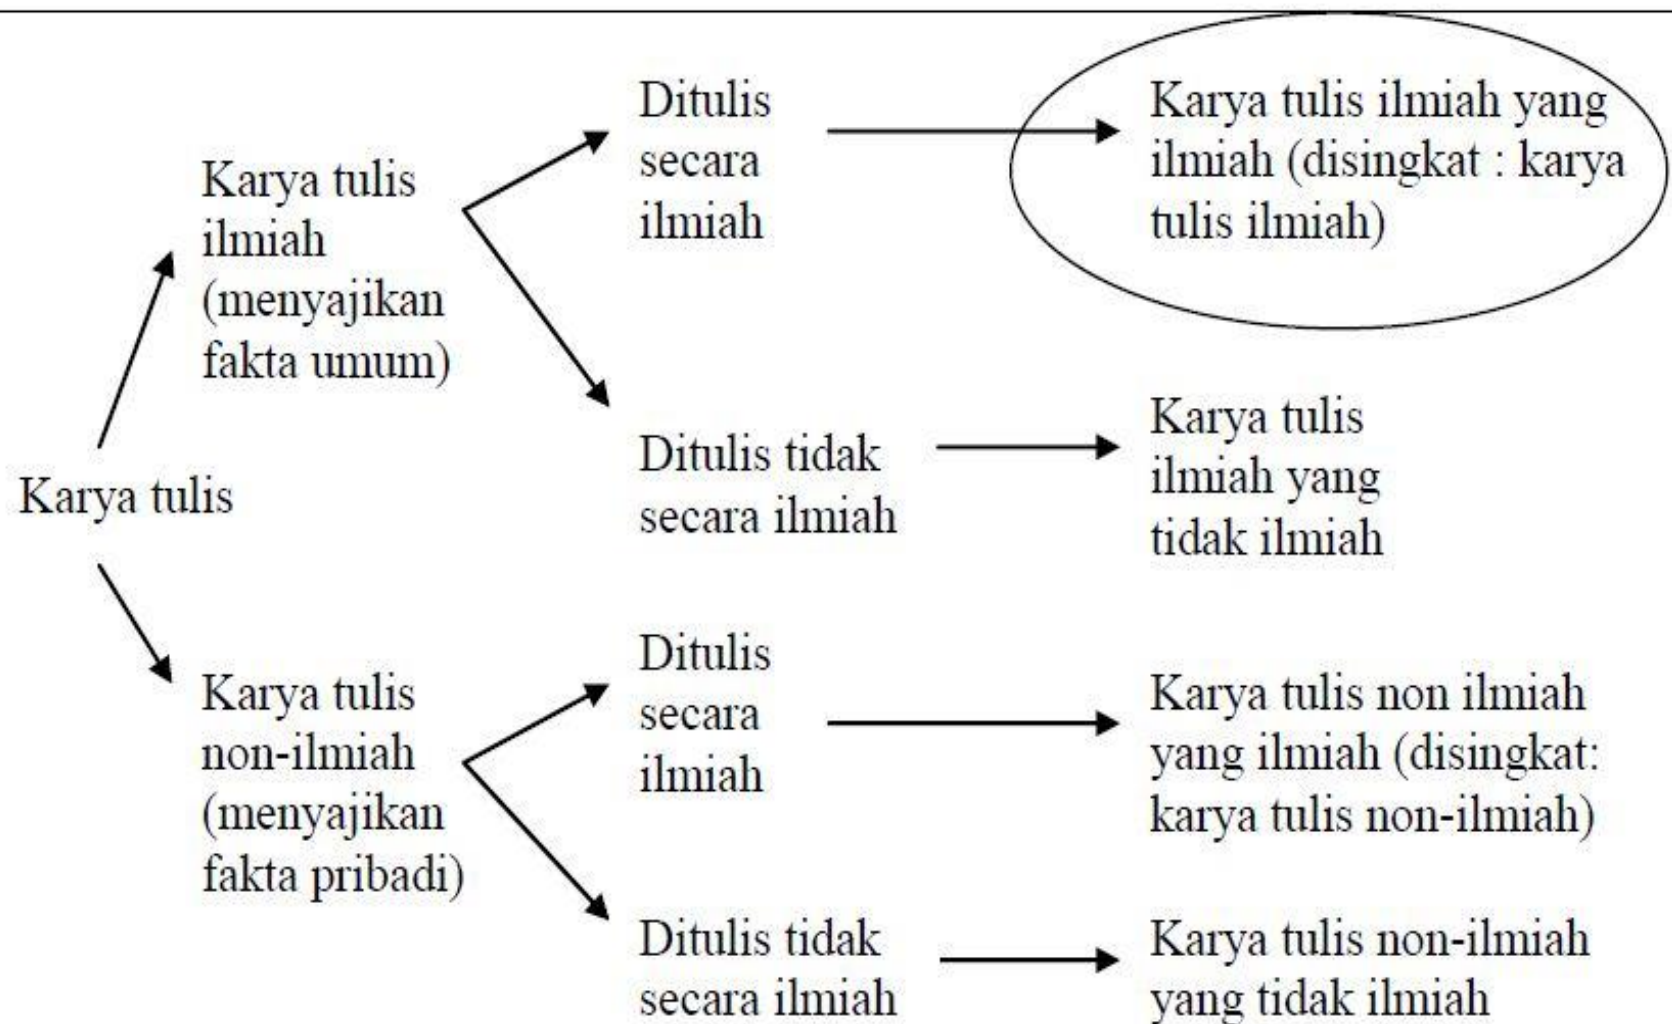 Karya tulis
Karya tulis
ilmiah
(menyajikan
fakta umum)
Ditulis
secara
ilmiah
Karya tulis ilmiah yang
ilmiah (disingkat : karya
tulis ilmiah)
Ditulis tidak
secara ilmiah
Karya tulis
ilmiah yang
tidak ilmiah
Karya tulis
non-ilmiah
(menyajikan
fakta pribadi)
Ditulis
secara
ilmiah
Karya tulis non ilmiah
yang ilmiah (disingkat:
karya tulis non-ilmiah)
Ditulis tidak
secara ilmiah
Karya tulis non-ilmiah
yang tidak ilmiah